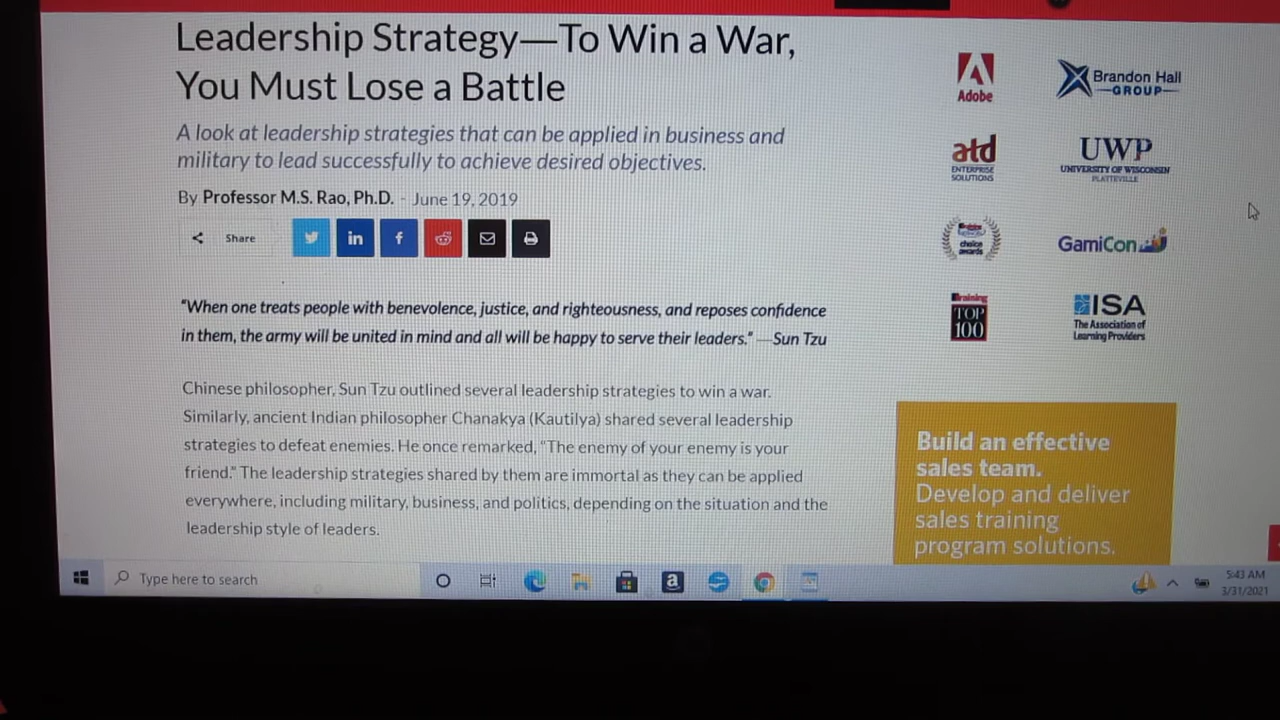 Leadership Strategy—To Win a War,
You Must Lose a Battle
A look at leadership strategies that can be applied in business and
military to lead successfully to achieve desired objectives.
By Professor M.S. Rao, Ph.D. - June 19, 2019
Share
"When one treats people with benevolence, justice, and righteousness, and reposes confidence
in them, the army will be united in mind and all will be happy to serve their leaders." —Sun Tzu
Chinese philosopher, Sun Tzu outlined several leadership strategies to win a war.
Similarly, ancient Indian philosopher Chanakya (Kautilya) shared several leadership
strategies to defeat enemies. He once remarked, "The enemy of your enemy is your
friend." The leadership strategies shared by them are immortal as they can be applied
everywhere, including military, business, and politics, depending on the situation and the
leadership style of leaders.
Adobe
Brandon Hall
GROUP
atd
ENTERPRISE
SOLUTIONS
UWP
UNIVERSITY OF WISCONSIN
PLATTEVILLE
choice
awards
GamiCon
Training
TOP
100
ISA
The Association of
Learning Providers
Build an effective
sales team.
Develop and deliver
sales training
program solutions.
Type here to search
5:43 AM
3/31/2021